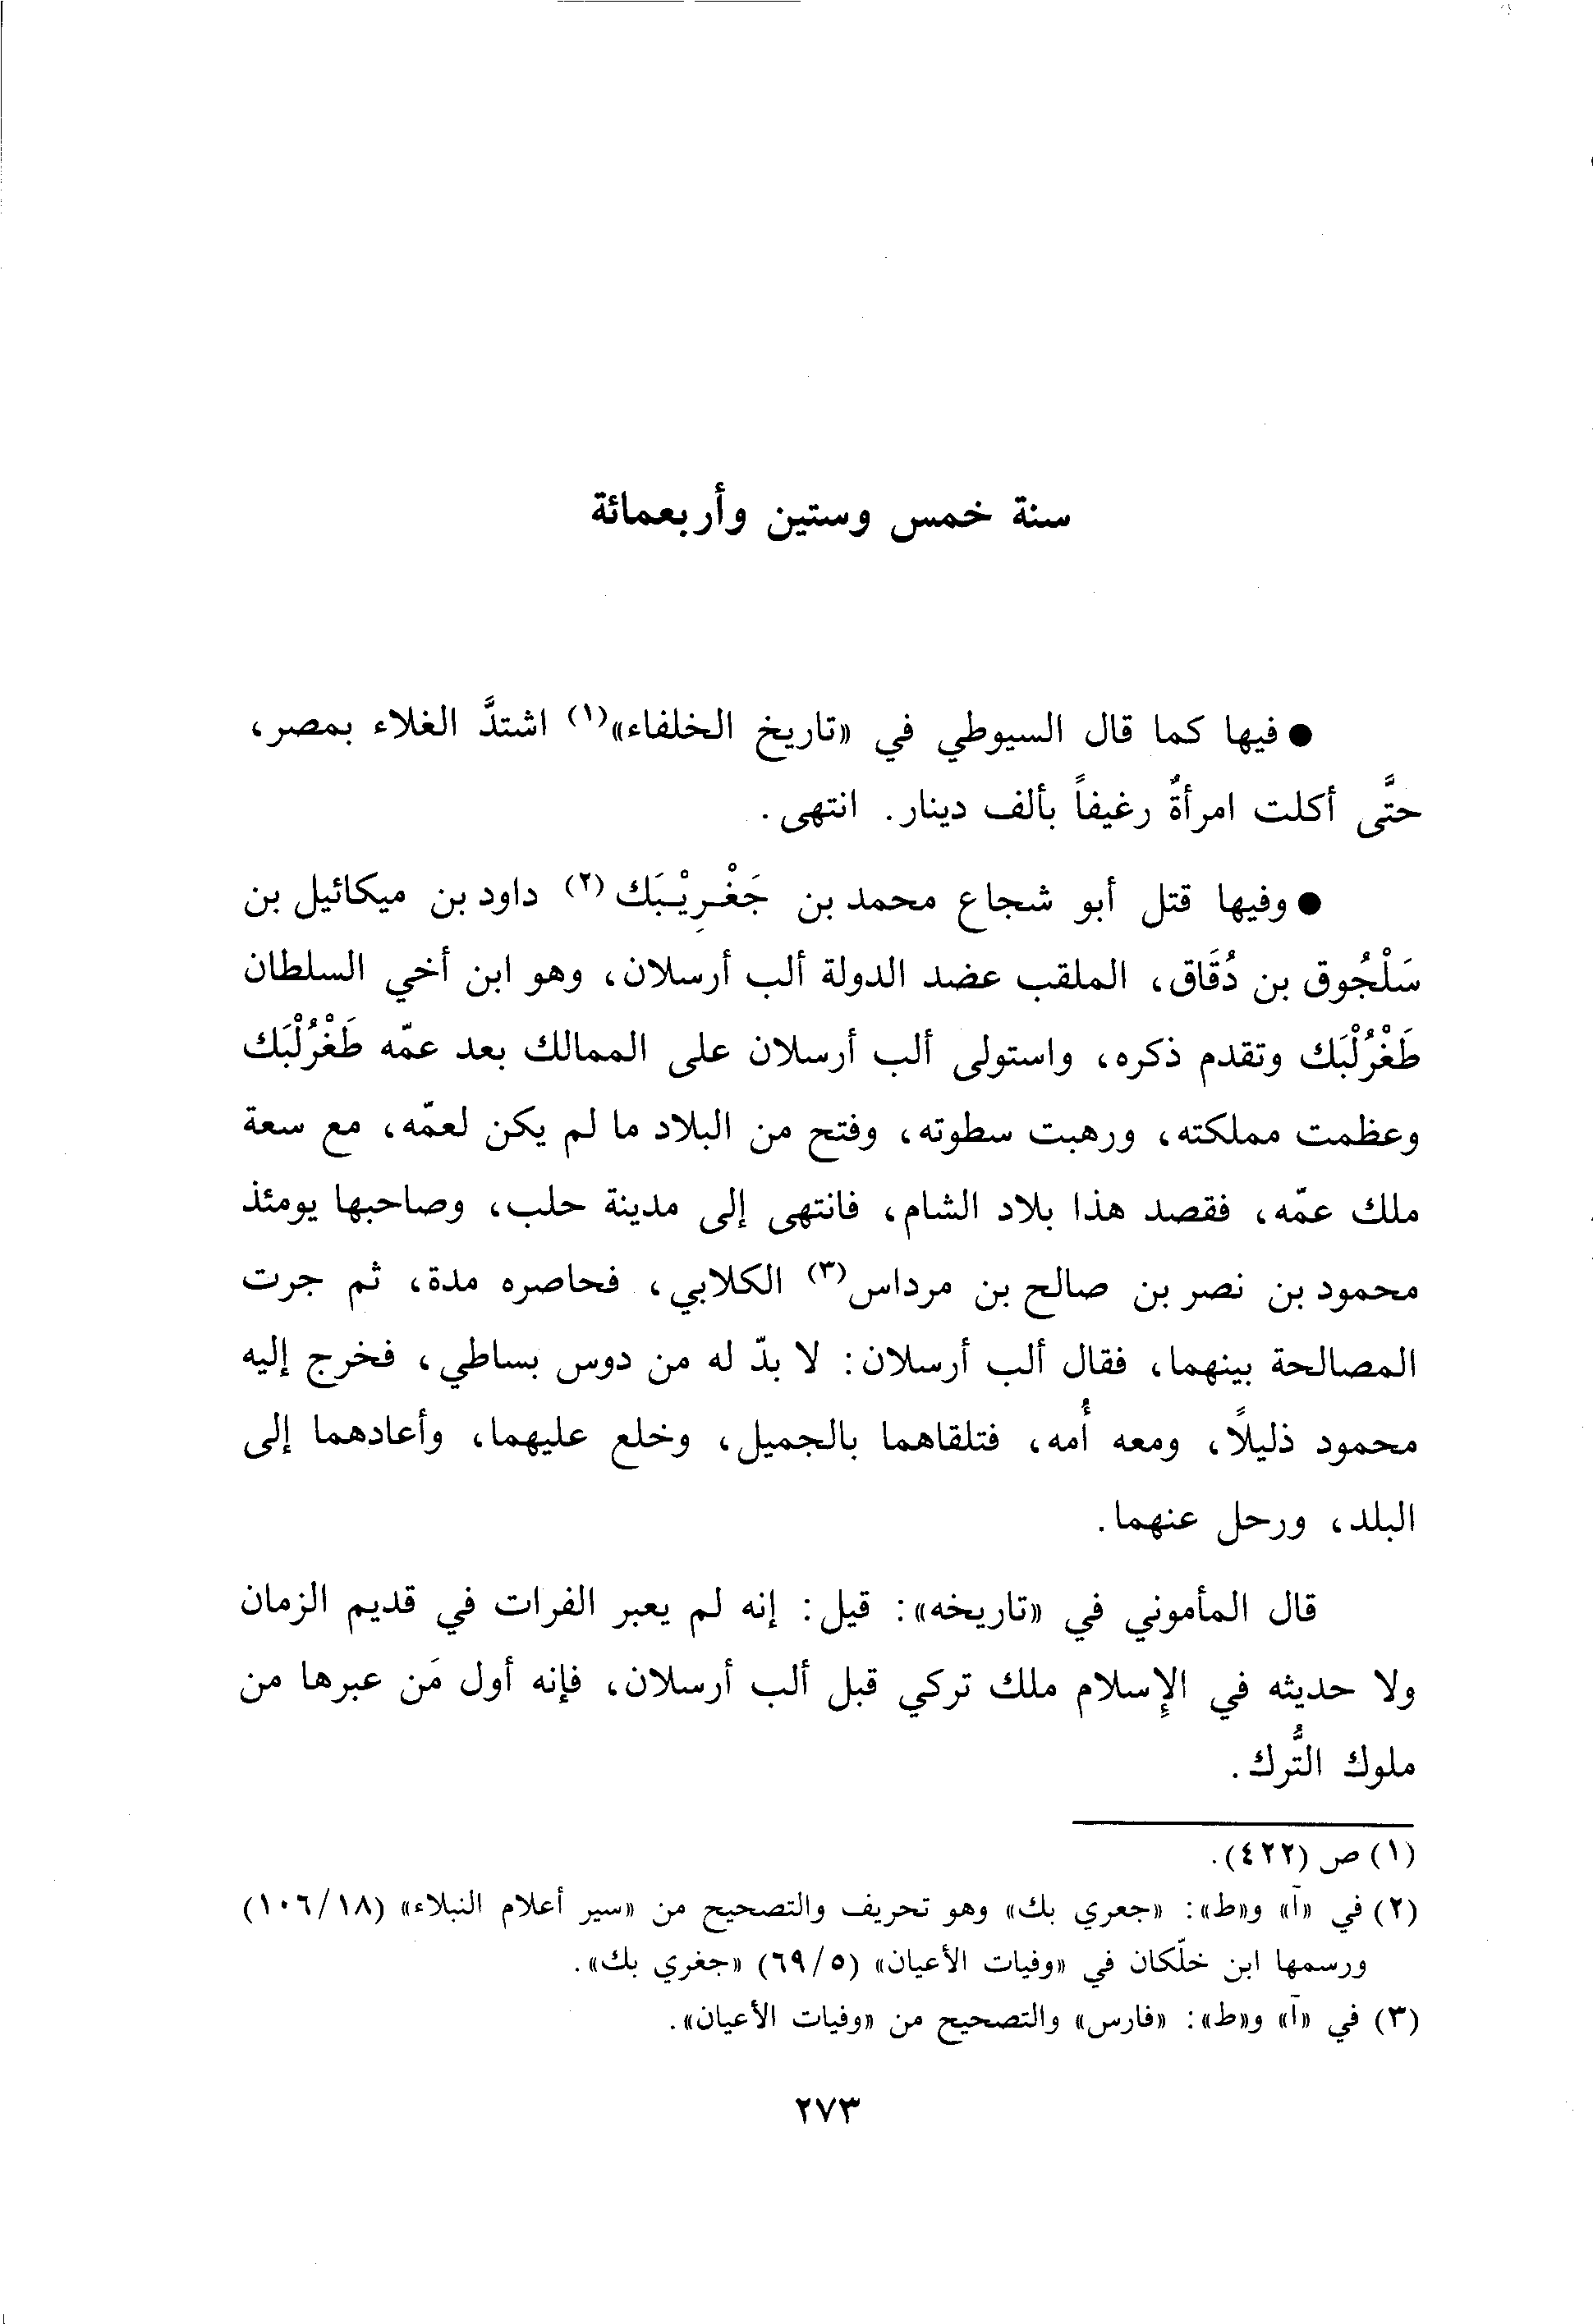 سنة خمس وستين وأربعمائة
● فيها كما قال السيوطي في «تاريخ الخلفاء»(١) اشتدَّ الغلاء بمصر،
حتَّى أكلت امرأةٌ رغيفاً بألف دينار. انتهى.
● وفيها قتل أبو شجاع محمد بن جَغْرِيْبَك(٢) داود بن ميكائيل بن
سَلْجُوق بن دُقَاق، الملقب عضد الدولة ألب أرسلان، وهو ابن أخي السلطان
طَغْرُلْبَك وتقدم ذكره، واستولى ألب أرسلان على الممالك بعد عمّه طَغْرُلْبَك
وعظمت مملكته، ورهبت سطوته، وفتح من البلاد ما لم يكن لعمّه، مع سعة
ملك عمّه، فقصد هذا بلاد الشام، فانتهى إلى مدينة حلب، وصاحبها يومئذ
محمود بن نصر بن صالح بن مرداس(٣) الكلابي، فحاصره مدة، ثم جرت
المصالحة بينهما، فقال ألب أرسلان: لا بدّ له من دوس بساطي، فخرج إليه
محمود ذليلاً، ومعه أُمه، فتلقاهما بالجميل، وخلع عليهما، وأعادهما إلى
البلد، ورحل عنهما.
قال المأموني في «تاريخه»: قيل: إنه لم يعبر الفرات في قديم الزمان
ولا حديثه في الإِسلام ملك تركي قبل ألب أرسلان، فإنه أول مَن عبرها من
ملوك التُّرك.
(١) ص (٤٢٢).
(٢) في «آ» و«ط»: «جعري بك» وهو تحريف والتصحيح من «سير أعلام النبلاء» (١٠٦/١٨)
ورسمها ابن خلّكان في «وفيات الأعيان» (٦٩/٥) «جغري بك».
(٣) في «آ» و«ط»: «فارس» والتصحيح من «وفيات الأعيان».
٢٧٣